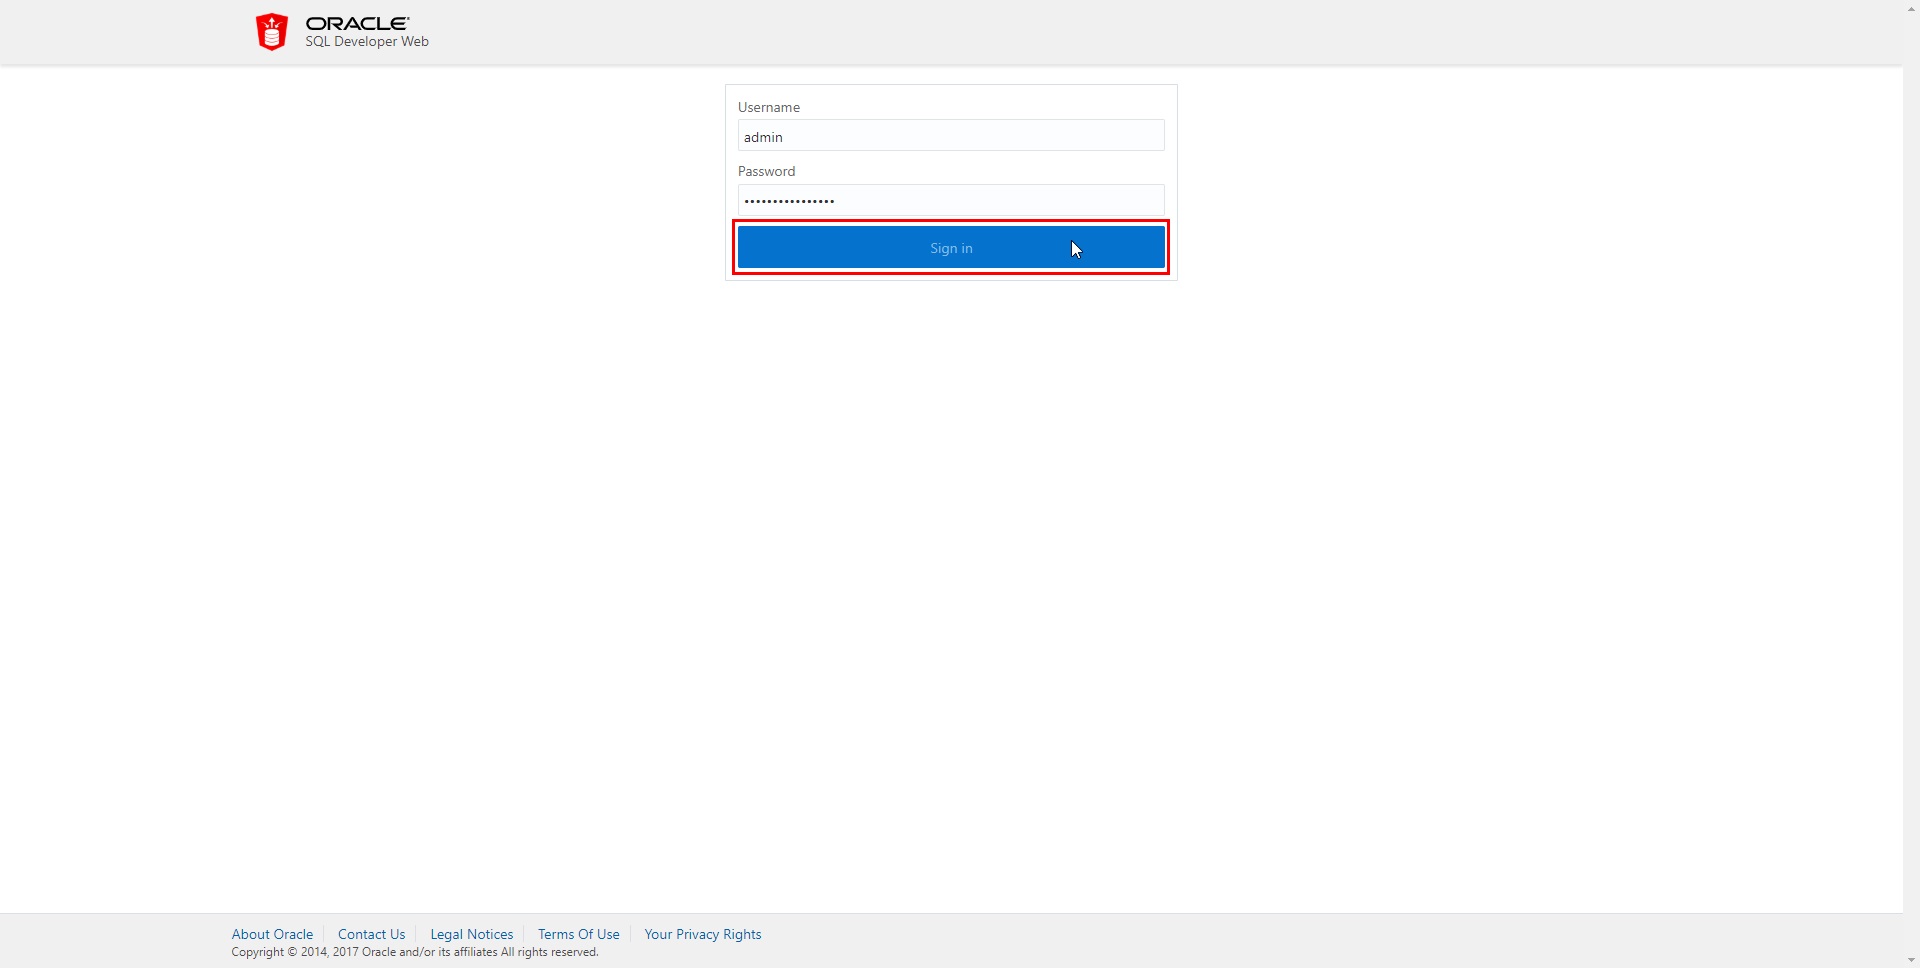 ORACLE®
SQL Developer Web
Username
admin
Password
••••••••••••••••
Sign in
About Oracle Contact Us Legal Notices Terms Of Use Your Privacy Rights
Copyright © 2014, 2017 Oracle and/or its affiliates All rights reserved.